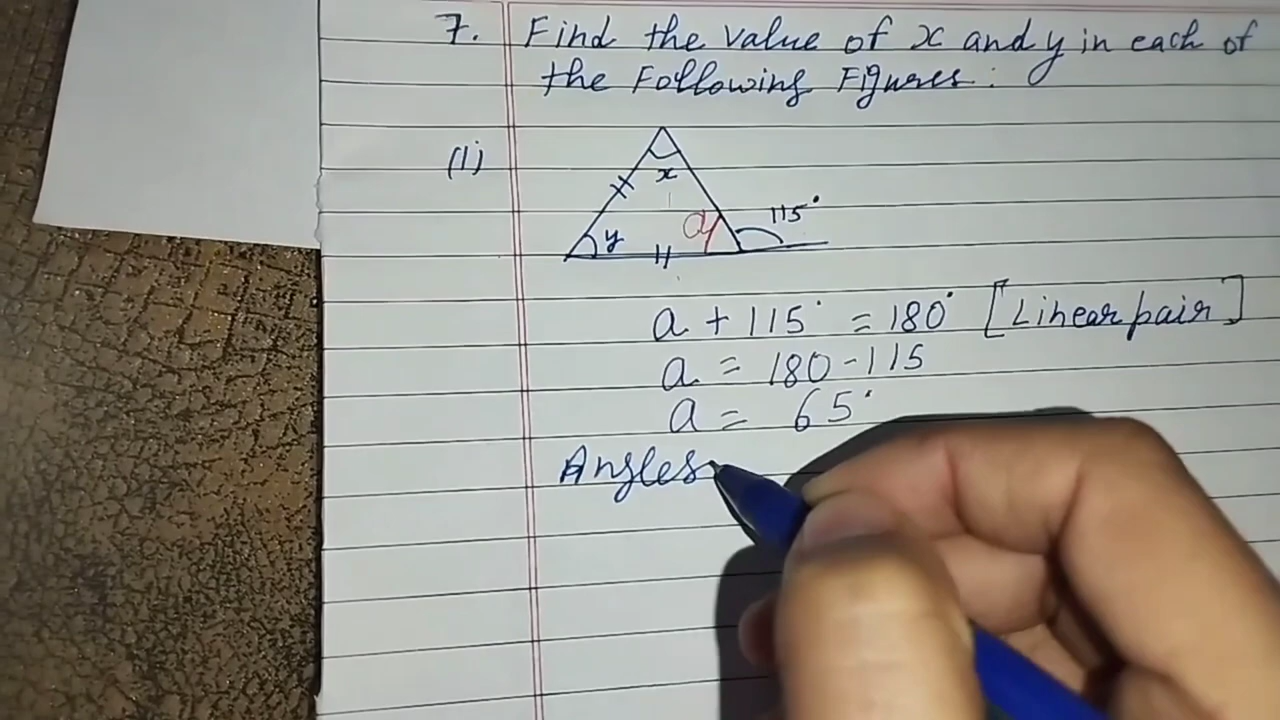 7. Find the value of x and y in each of
the Following Figures:
(i)
x
y
a
115°
a + 115° = 180° [Linear pair]
a = 180 - 115
a = 65°
Angles